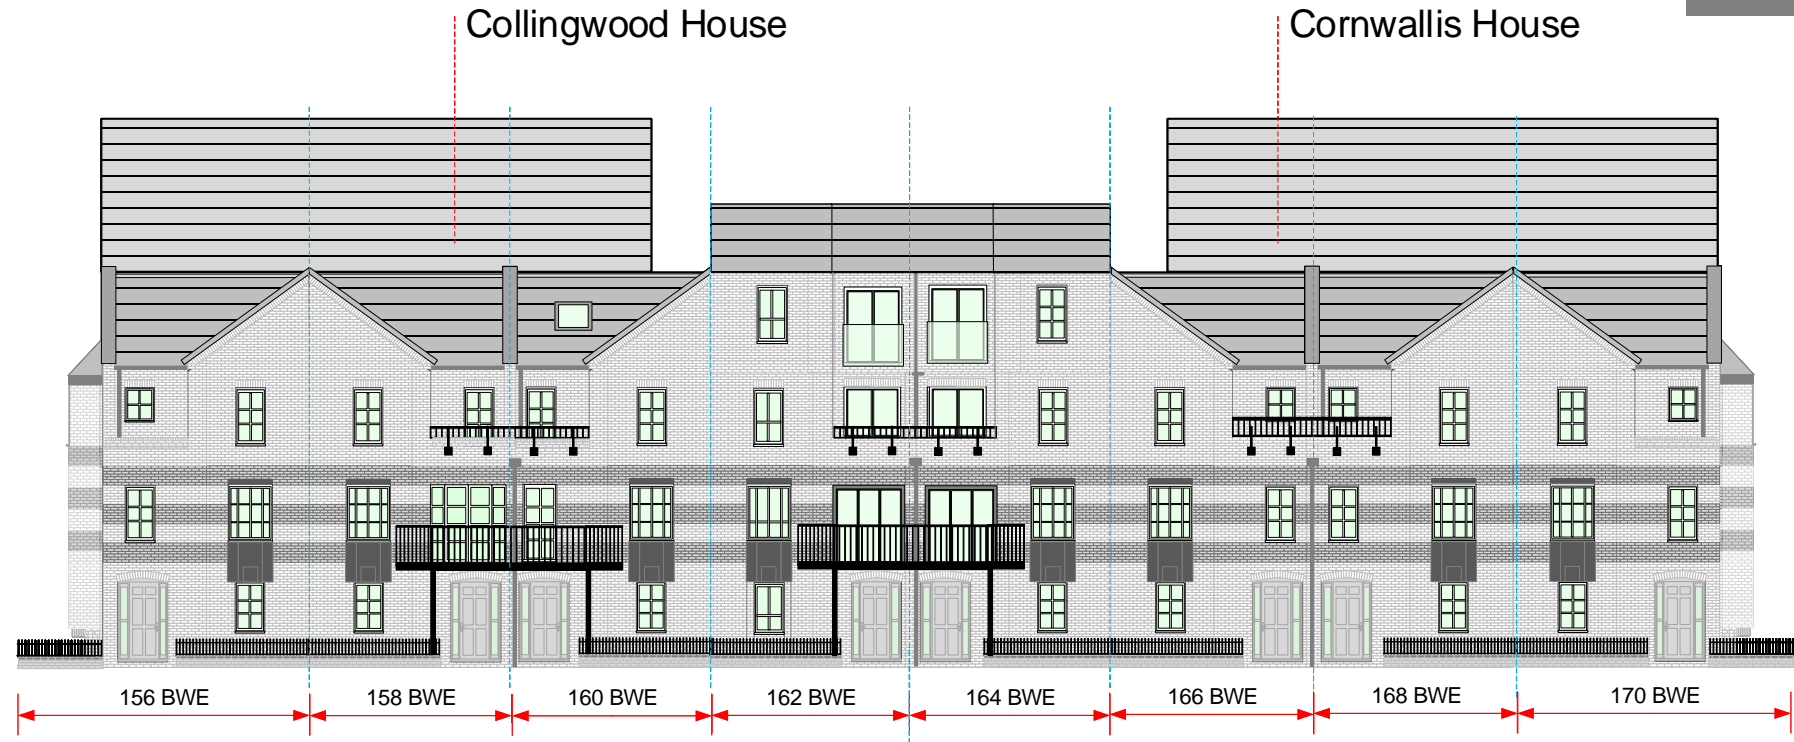 Collingwood House
Cornwallis House
156 BWE
158 BWE
160 BWE
162 BWE
164 BWE
166 BWE
168 BWE
170 BWE